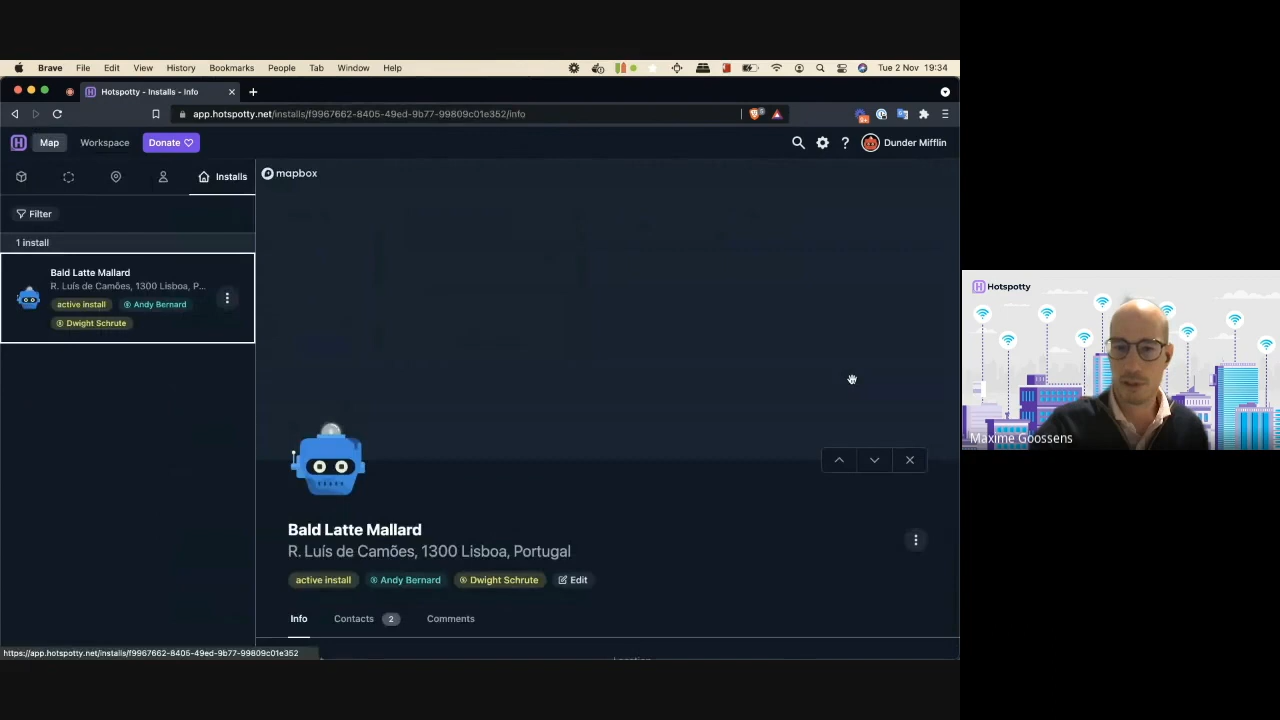 Brave File Edit View History Bookmarks People Tab Window Help Tue 2 Nov 19:34
Hotspotty - Installs - Info
app.hotspotty.net/installs/f9967662-8405-49ed-9b77-99809c01e352/info
Map Workspace Donate Dunder Mifflin
Installs
mapbox
Filter
1 install
Bald Latte Mallard
R. Luís de Camões, 1300 Lisboa, P...
active install Andy Bernard
Dwight Schrute
Hotspotty
Maxime Goossens
Bald Latte Mallard
R. Luís de Camões, 1300 Lisboa, Portugal
active install Andy Bernard Dwight Schrute Edit
Info Contacts 2 Comments
https://app.hotspotty.net/installs/f9967662-8405-49ed-9b77-99809c01e352